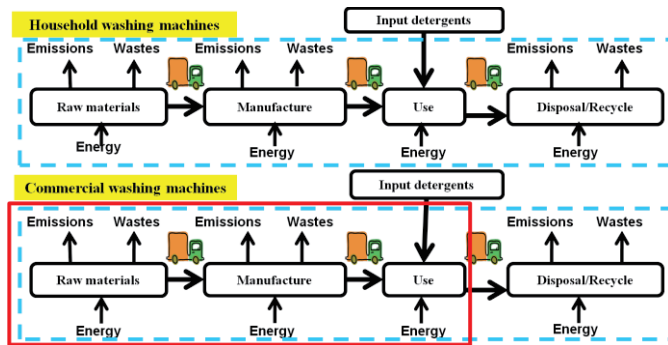 Household washing machines
Input detergents
Emissions Wastes Emissions Wastes Emissions Wastes
Raw materials Manufacture Use Disposal/Recycle
Energy Energy Energy Energy
Commercial washing machines
Input detergents
Emissions Wastes Emissions Wastes Emissions Wastes
Raw materials Manufacture Use Disposal/Recycle
Energy Energy Energy Energy